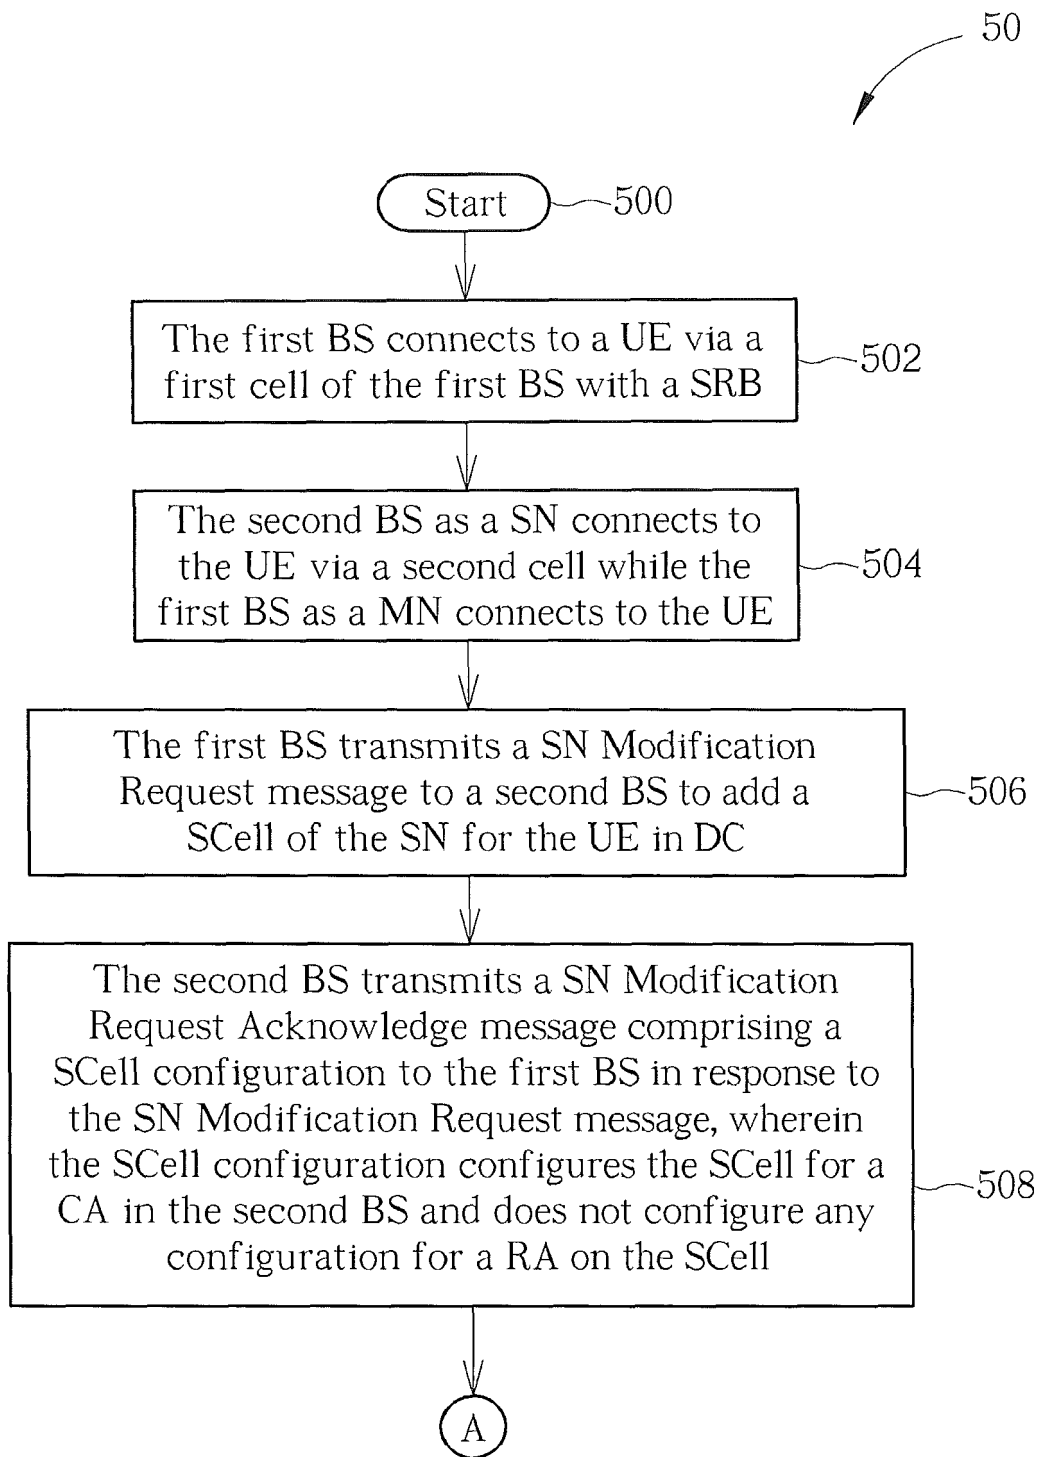 50
Start
500
The first BS connects to a UE via a
first cell of the first BS with a SRB
502
The second BS as a SN connects to
the UE via a second cell while the
first BS as a MN connects to the UE
504
The first BS transmits a SN Modification
Request message to a second BS to add a
SCell of the SN for the UE in DC
506
The second BS transmits a SN Modification
Request Acknowledge message comprising a
SCell configuration to the first BS in response to
the SN Modification Request message, wherein
the SCell configuration configures the SCell for a
CA in the second BS and does not configure any
configuration for a RA on the SCell
508
A